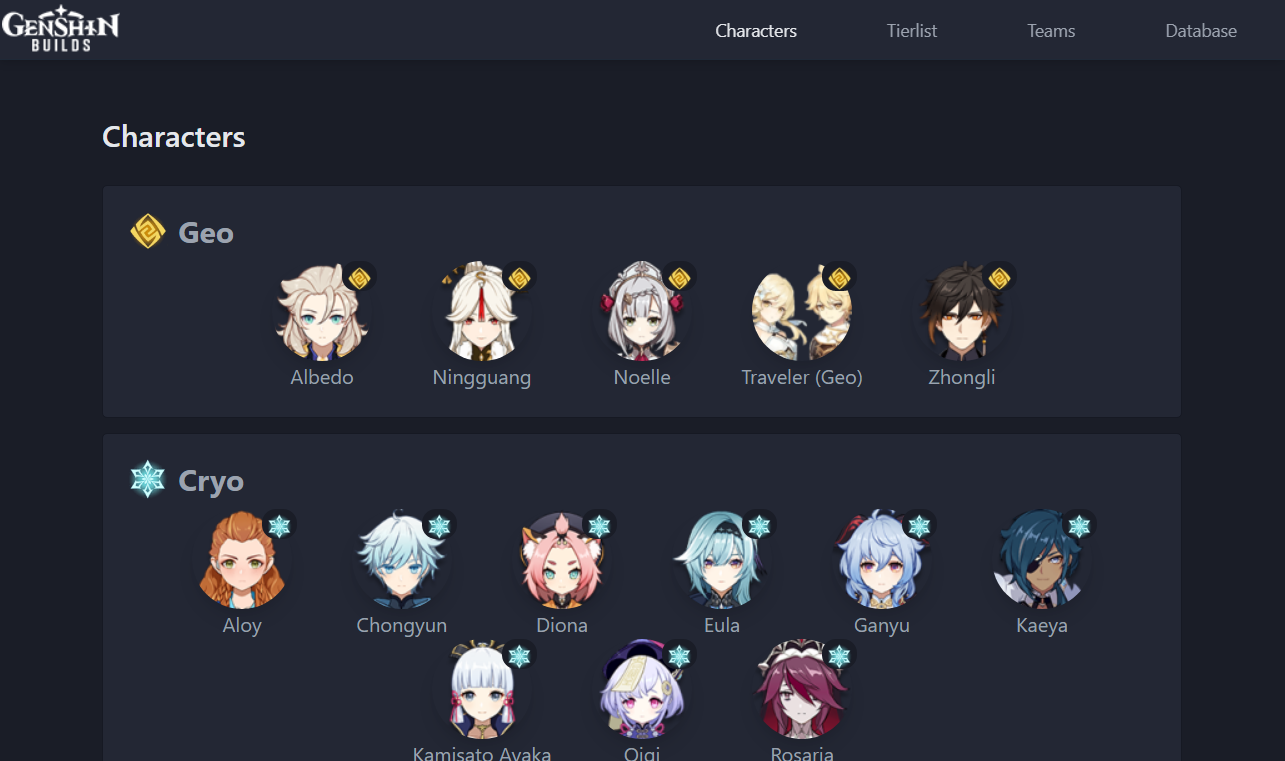 GENSHIN
BUILDS
Characters Tierlist Teams Database
Characters
Geo
Albedo Ningguang Noelle Traveler (Geo) Zhongli
Cryo
Aloy Chongyun Diona Eula Ganyu Kaeya
Kamisato Ayaka Qiqi Rosaria